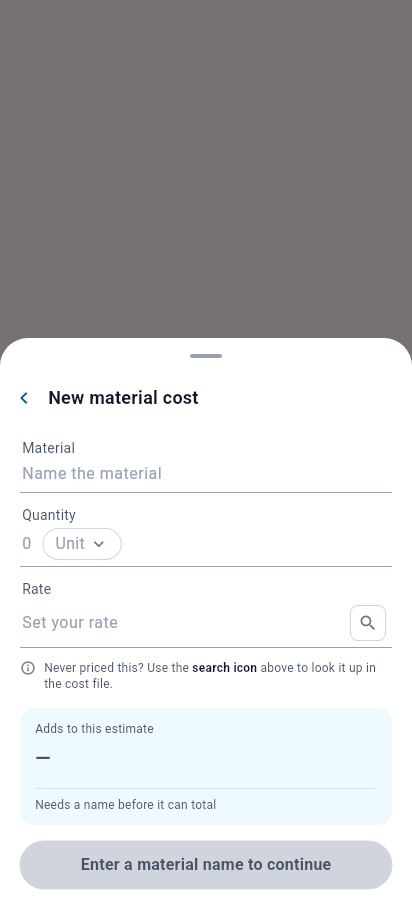 New material cost
Material
Name the material
Quantity
0 Unit
Rate
Set your rate
Never priced this? Use the search icon above to look it up in
the cost file.
Adds to this estimate
—
Needs a name before it can total
Enter a material name to continue